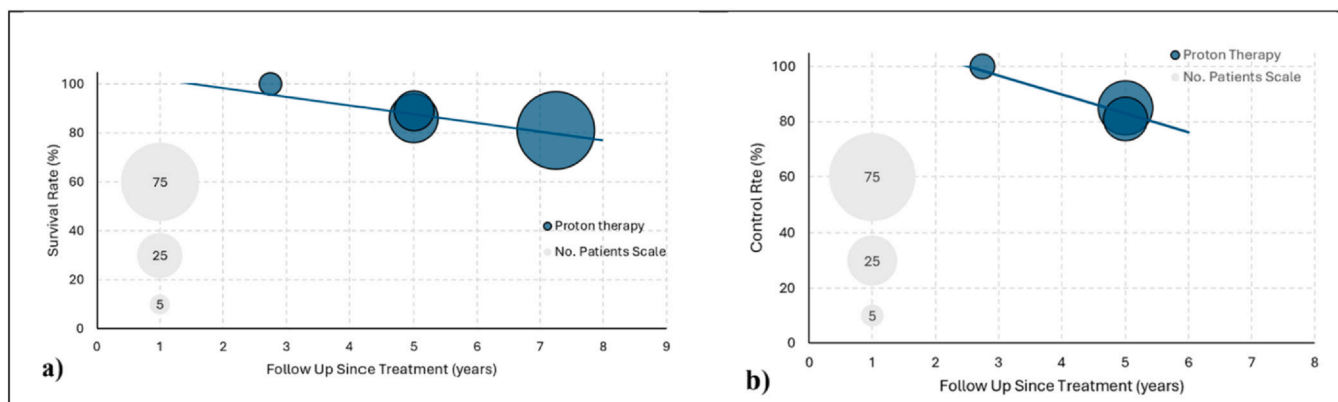 100
80
60
40
20
0
Survival Rate (%)
75
25
5
Proton therapy
No. Patients Scale
0 1 2 3 4 5 6 7 8 9
Follow Up Since Treatment (years)
a)
Proton Therapy
No. Patients Scale
100
80
60
40
20
0
Control Rte (%)
75
25
5
0 1 2 3 4 5 6 7 8
Follow Up Since Treatment (years)
b)